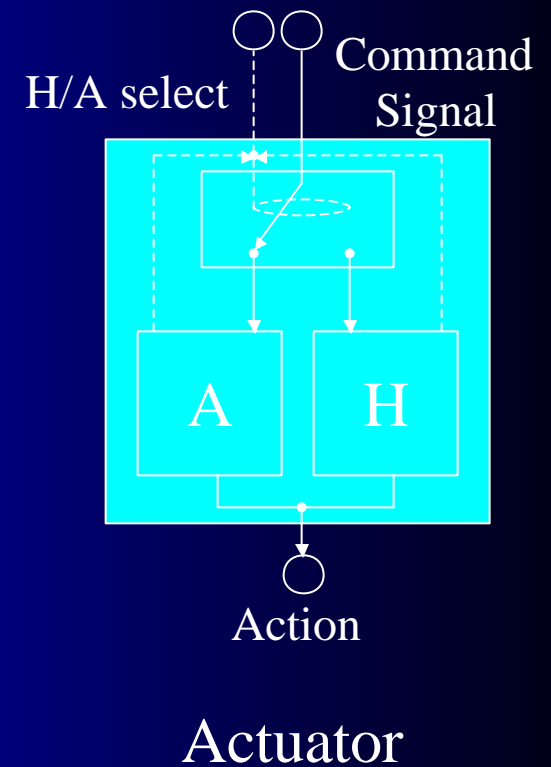 H/A select
Command
Signal
A
H
Action
Actuator